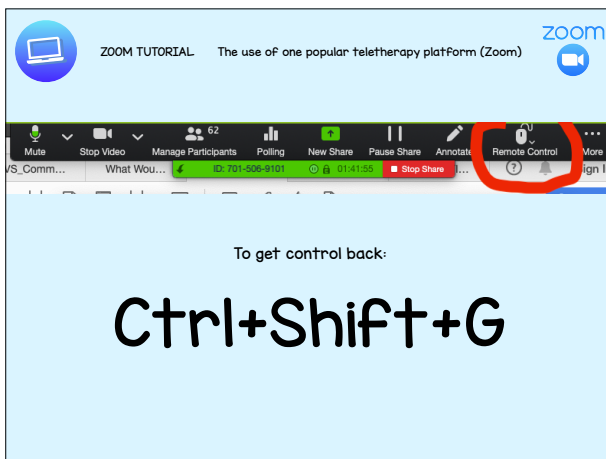 ZOOM TUTORIAL The use of one popular teletherapy platform (Zoom)
zoom
62
Mute Stop Video Manage Participants Polling New Share Pause Share Annotate Remote Control More
VS_Comm... What Wou... ID: 701-506-9101 01:41:55 Stop Share ... ign I
To get control back:
Ctrl+Shift+G